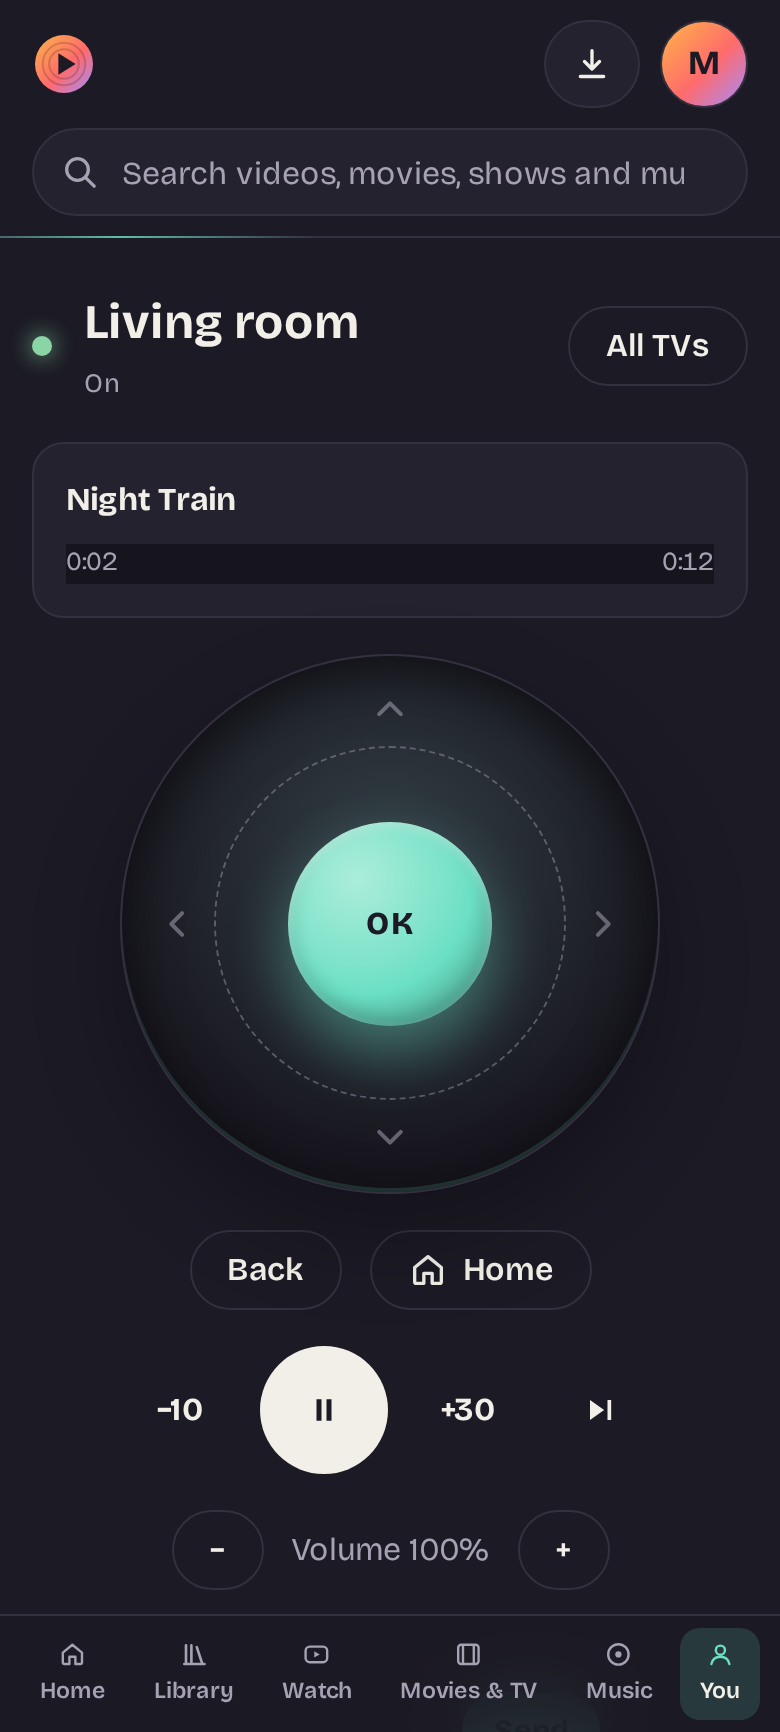 M
Search videos, movies, shows and mu
Living room
On
All TVs
Night Train
0:02 0:12
OK
Back Home
-10 +30
- Volume 100% +
Home Library Watch Movies & TV Music You